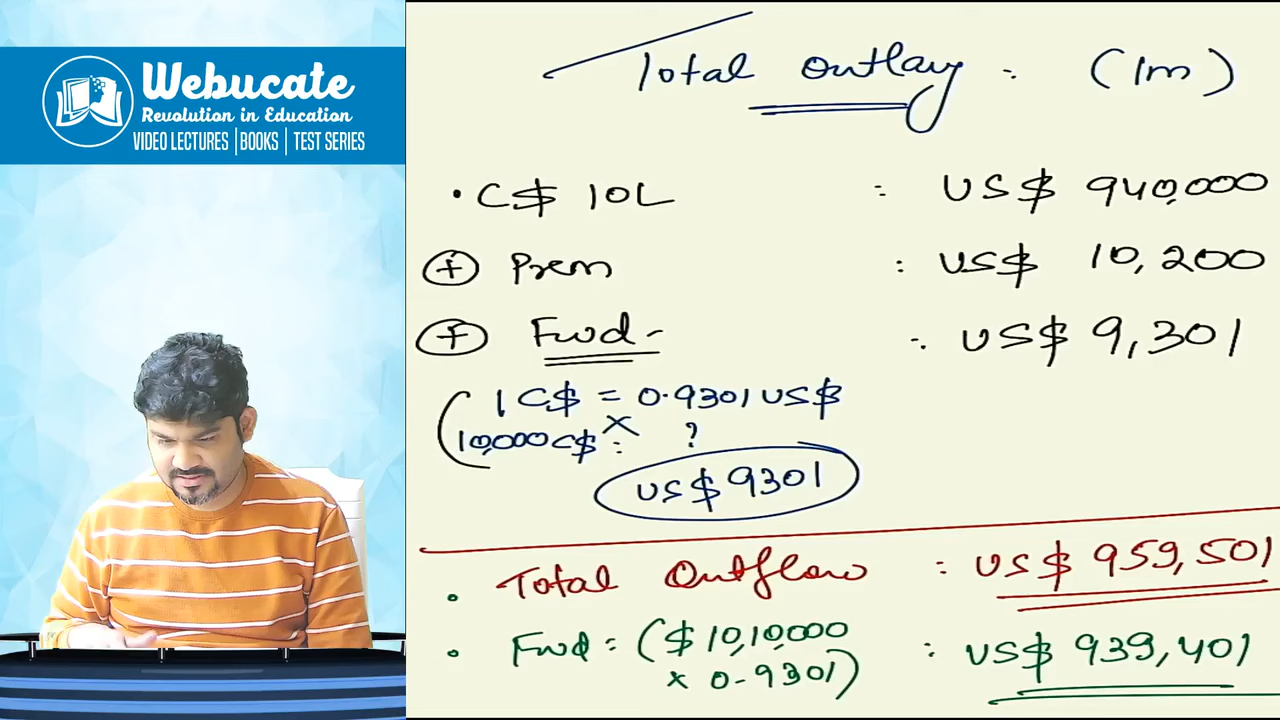 Webucate
Revolution in Education
VIDEO LECTURES | BOOKS | TEST SERIES
Total Outlay : (1m)
• C$ 10L : US$ 940,000
(+) Prem : US$ 10,200
(+) Fwd - : US$ 9,301
( 1 C$ = 0.9301 US$
10,000 C$ : ?
US$ 9301
• Total Outflow : US$ 959,501
• Fwd : ($ 10,10,000 : US$ 939,401
x 0.9301)